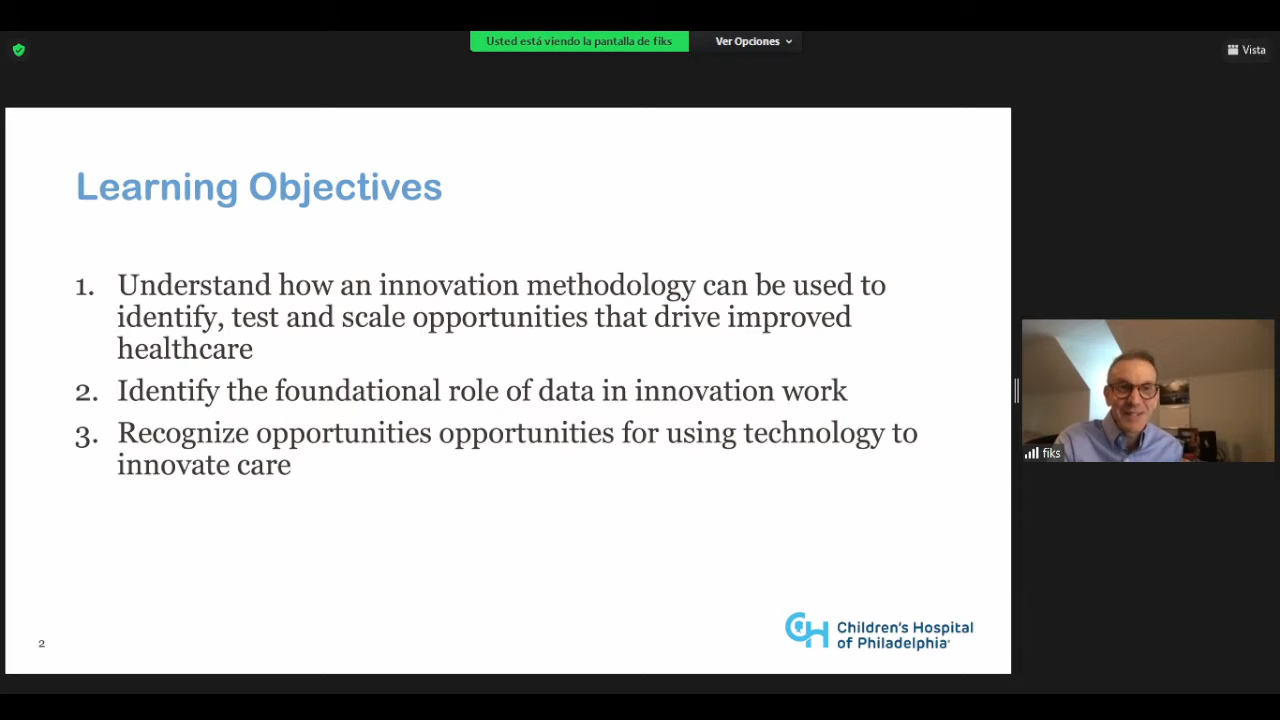 Usted está viendo la pantalla de fiks
Ver Opciones
Vista
Learning Objectives
1. Understand how an innovation methodology can be used to
identify, test and scale opportunities that drive improved
healthcare
2. Identify the foundational role of data in innovation work
3. Recognize opportunities opportunities for using technology to
innovate care
fiks
2
CH
Children's Hospital
of Philadelphia